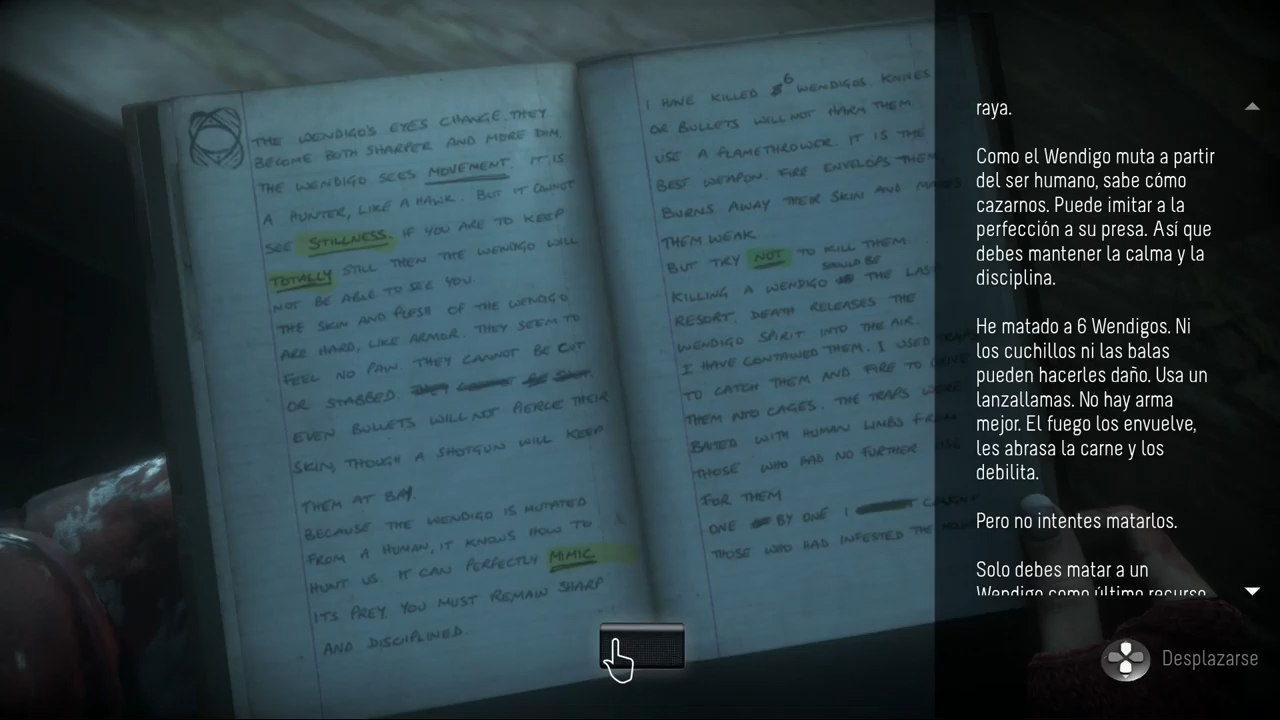 THE WENDIGO'S EYES CHANGE. THEY
BECOME BOTH SHARPER AND MORE DIM.
THE WENDIGO SEES MOVEMENT. IT IS
A HUNTER, LIKE A HAWK. BUT IT CANNOT
SEE STILLNESS. IF YOU ARE TO KEEP
TOTALLY STILL THEN THE WENDIGO WILL
NOT BE ABLE TO SEE YOU
THE SKIN AND FLESH OF THE WENDIGO
ARE HARD, LIKE ARMOR. THEY SEEM TO
FEEL NO PAIN. THEY CANNOT BE CUT
OR STABBED.
EVEN BULLETS WILL NOT PIERCE THEIR
SKIN, THOUGH A SHOTGUN WILL KEEP
THEM AT BAY.
BECAUSE THE WENDIGO IS MUTATED
FROM A HUMAN, IT KNOWS HOW TO
HUNT US. IT CAN PERFECTLY MIMIC
ITS PREY. YOU MUST REMAIN SHARP
AND DISCIPLINED.
I HAVE KILLED 6 WENDIGOS. KNIVES
OR BULLETS WILL NOT HARM THEM.
USE A FLAMETHROWER. IT IS THE
BEST WEAPON. FIRE ENVELOPS THEM,
BURNS AWAY THEIR SKIN AND MAKES
THEM WEAK.
BUT TRY NOT TO KILL THEM.
KILLING A WENDIGO SHOULD BE THE LAST
RESORT. DEATH RELEASES THE
WENDIGO SPIRIT INTO THE AIR.
I HAVE CONTAINED THEM. I USED TRAPS
TO CATCH THEM AND FIRE TO DRIVE
THEM INTO CAGES. THE TRAPS WERE
BAITED WITH HUMAN LIMBS FROM
THOSE WHO HAD NO FURTHER USE
FOR THEM
ONE BY ONE I CAUGHT
THOSE WHO HAD INFESTED THE
raya.
Como el Wendigo muta a partir
del ser humano, sabe cómo
cazarnos. Puede imitar a la
perfección a su presa. Así que
debes mantener la calma y la
disciplina.
He matado a 6 Wendigos. Ni
los cuchillos ni las balas
pueden hacerles daño. Usa un
lanzallamas. No hay arma
mejor. El fuego los envuelve,
les abrasa la carne y los
debilita.
Pero no intentes matarlos.
Solo debes matar a un
Wendigo como último recurso
Desplazarse